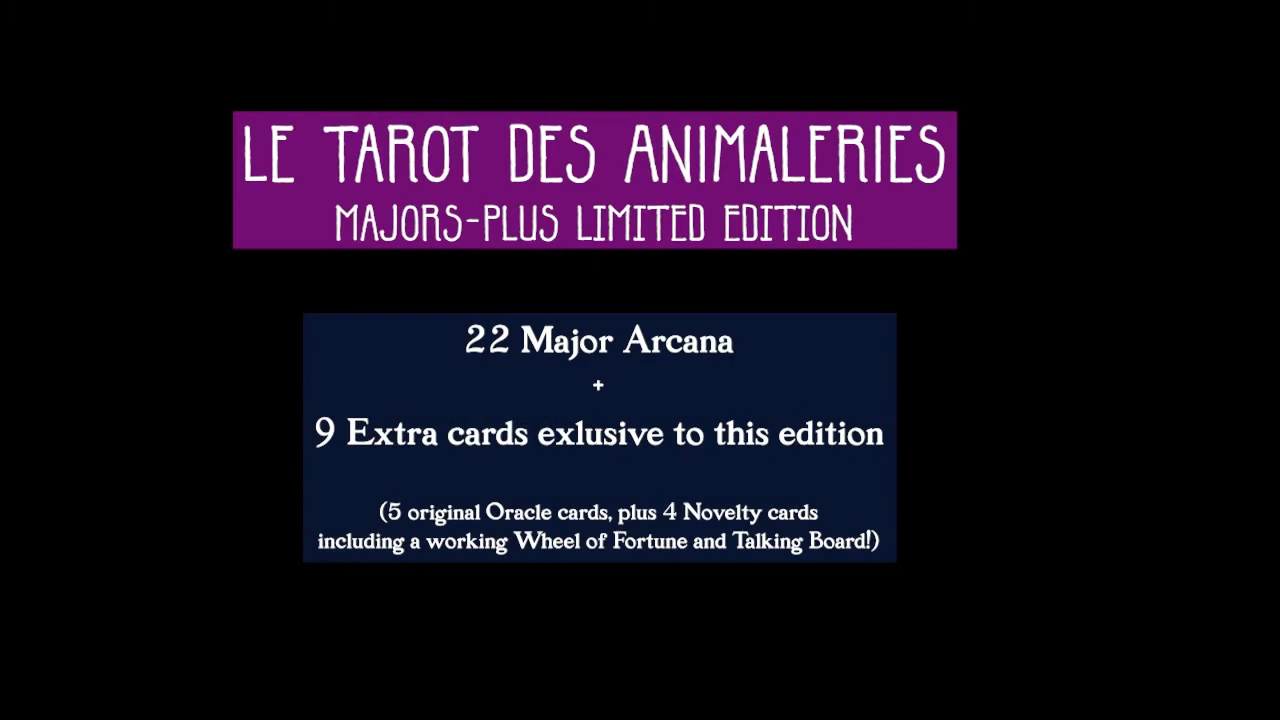 LE TAROT DES ANIMALERIES
MAJORS-PLUS LIMITED EDITION
22 Major Arcana
+
9 Extra cards exlusive to this edition
(5 original Oracle cards, plus 4 Novelty cards
including a working Wheel of Fortune and Talking Board!)